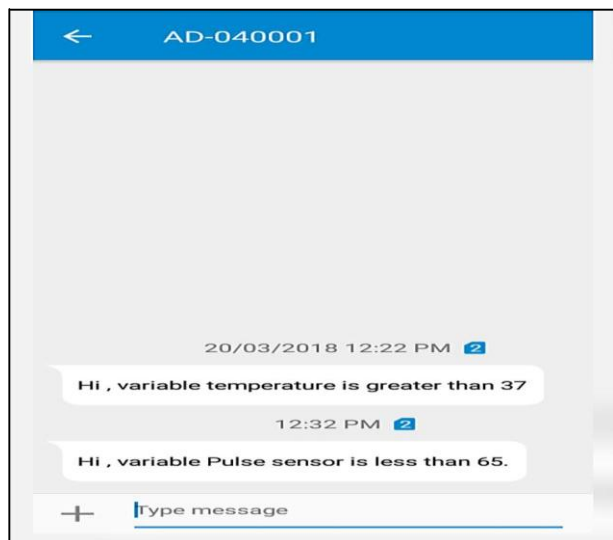 AD-040001
20/03/2018 12:22 PM 2
Hi , variable temperature is greater than 37
12:32 PM 2
Hi , variable Pulse sensor is less than 65.
Type message